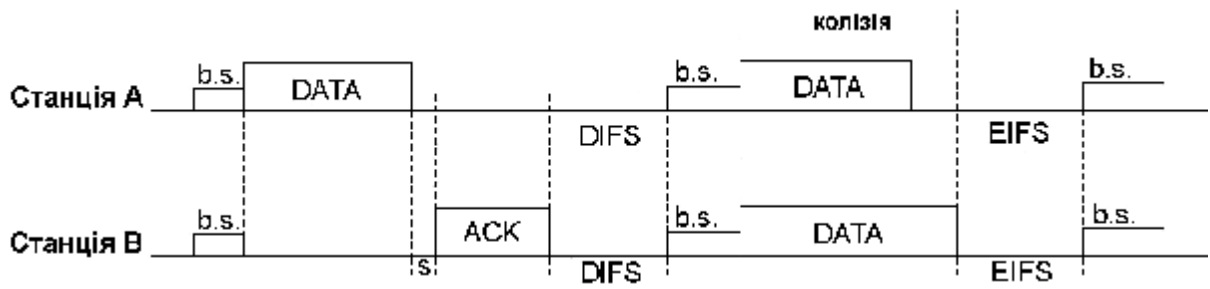 колізія
b.s. DATA b.s. DATA b.s.
Станція А
DIFS EIFS
b.s. ACK b.s. DATA b.s.
Станція В
s DIFS EIFS